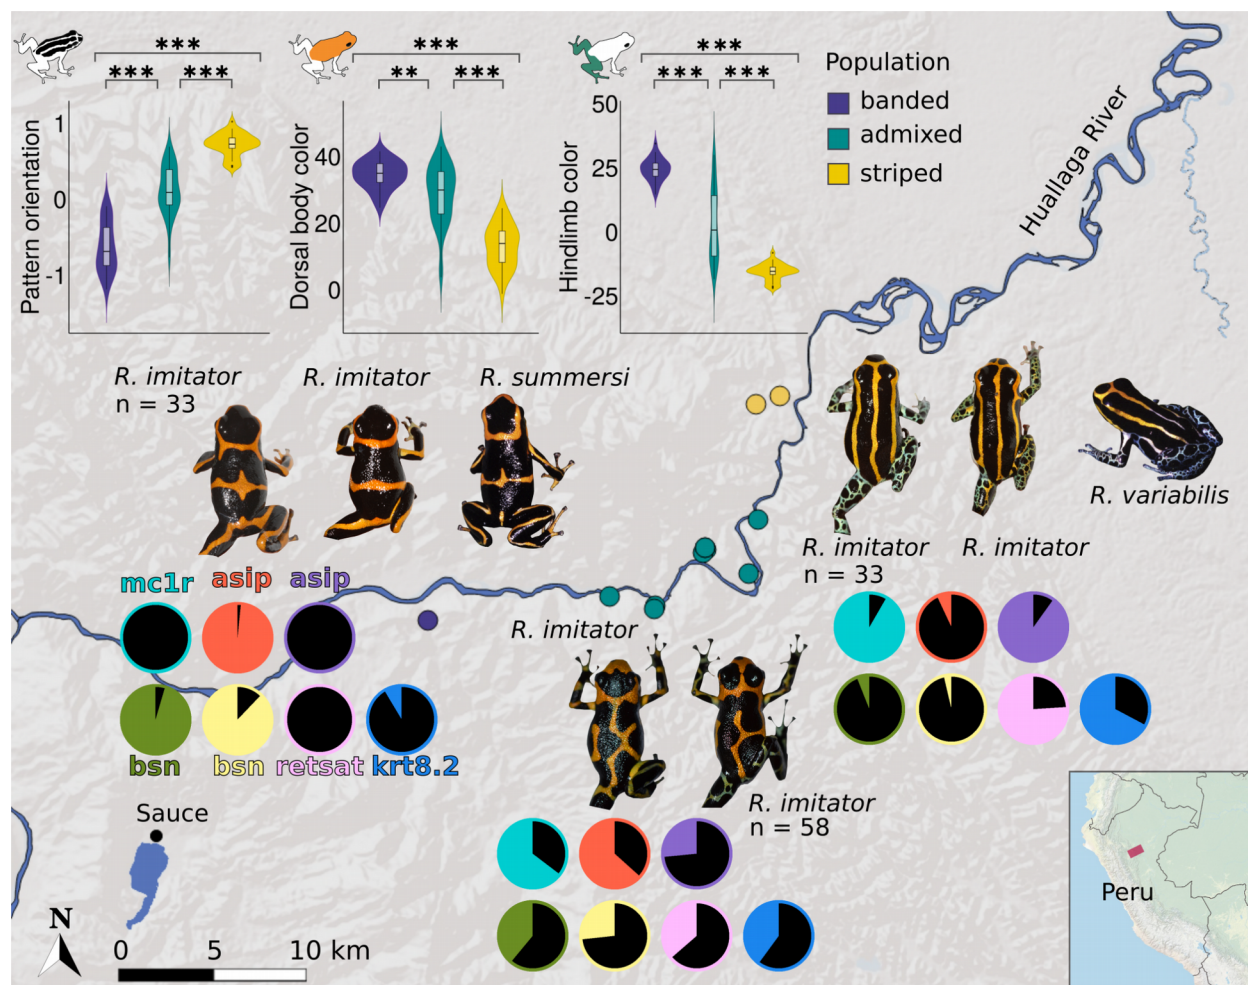 ***
*** ***
Pattern orientation
1
0
-1
***
** ***
Dorsal body color
40
20
0
***
*** ***
Hindlimb color
50
25
0
-25
Population
banded
admixed
striped
Huallaga River
R. imitator
n = 33
R. imitator
R. summersi
R. variabilis
R. imitator
n = 33
R. imitator
mc1r asip asip
bsn bsn retsat krt8.2
R. imitator
R. imitator
n = 58
Sauce
N
0 5 10 km
Peru